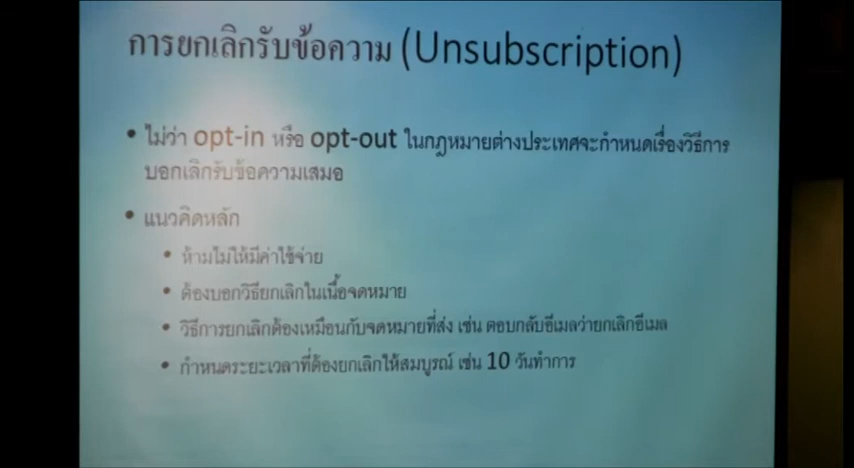 การยกเลิกรับข้อความ (Unsubscription)
• ไม่ว่า opt-in หรือ opt-out ในกฎหมายต่างประเทศจะกำหนดเรื่องวิธีการ
บอกเลิกรับข้อความเสมอ
• แนวคิดหลัก
• ห้ามไม่ให้มีค่าใช้จ่าย
• ต้องบอกวิธียกเลิกในเนื้อจดหมาย
• วิธีการยกเลิกต้องเหมือนกับจดหมายที่ส่ง เช่น ตอบกลับอีเมลว่ายกเลิกอีเมล
• กำหนดระยะเวลาที่ต้องยกเลิกให้สมบูรณ์ เช่น 10 วันทำการ